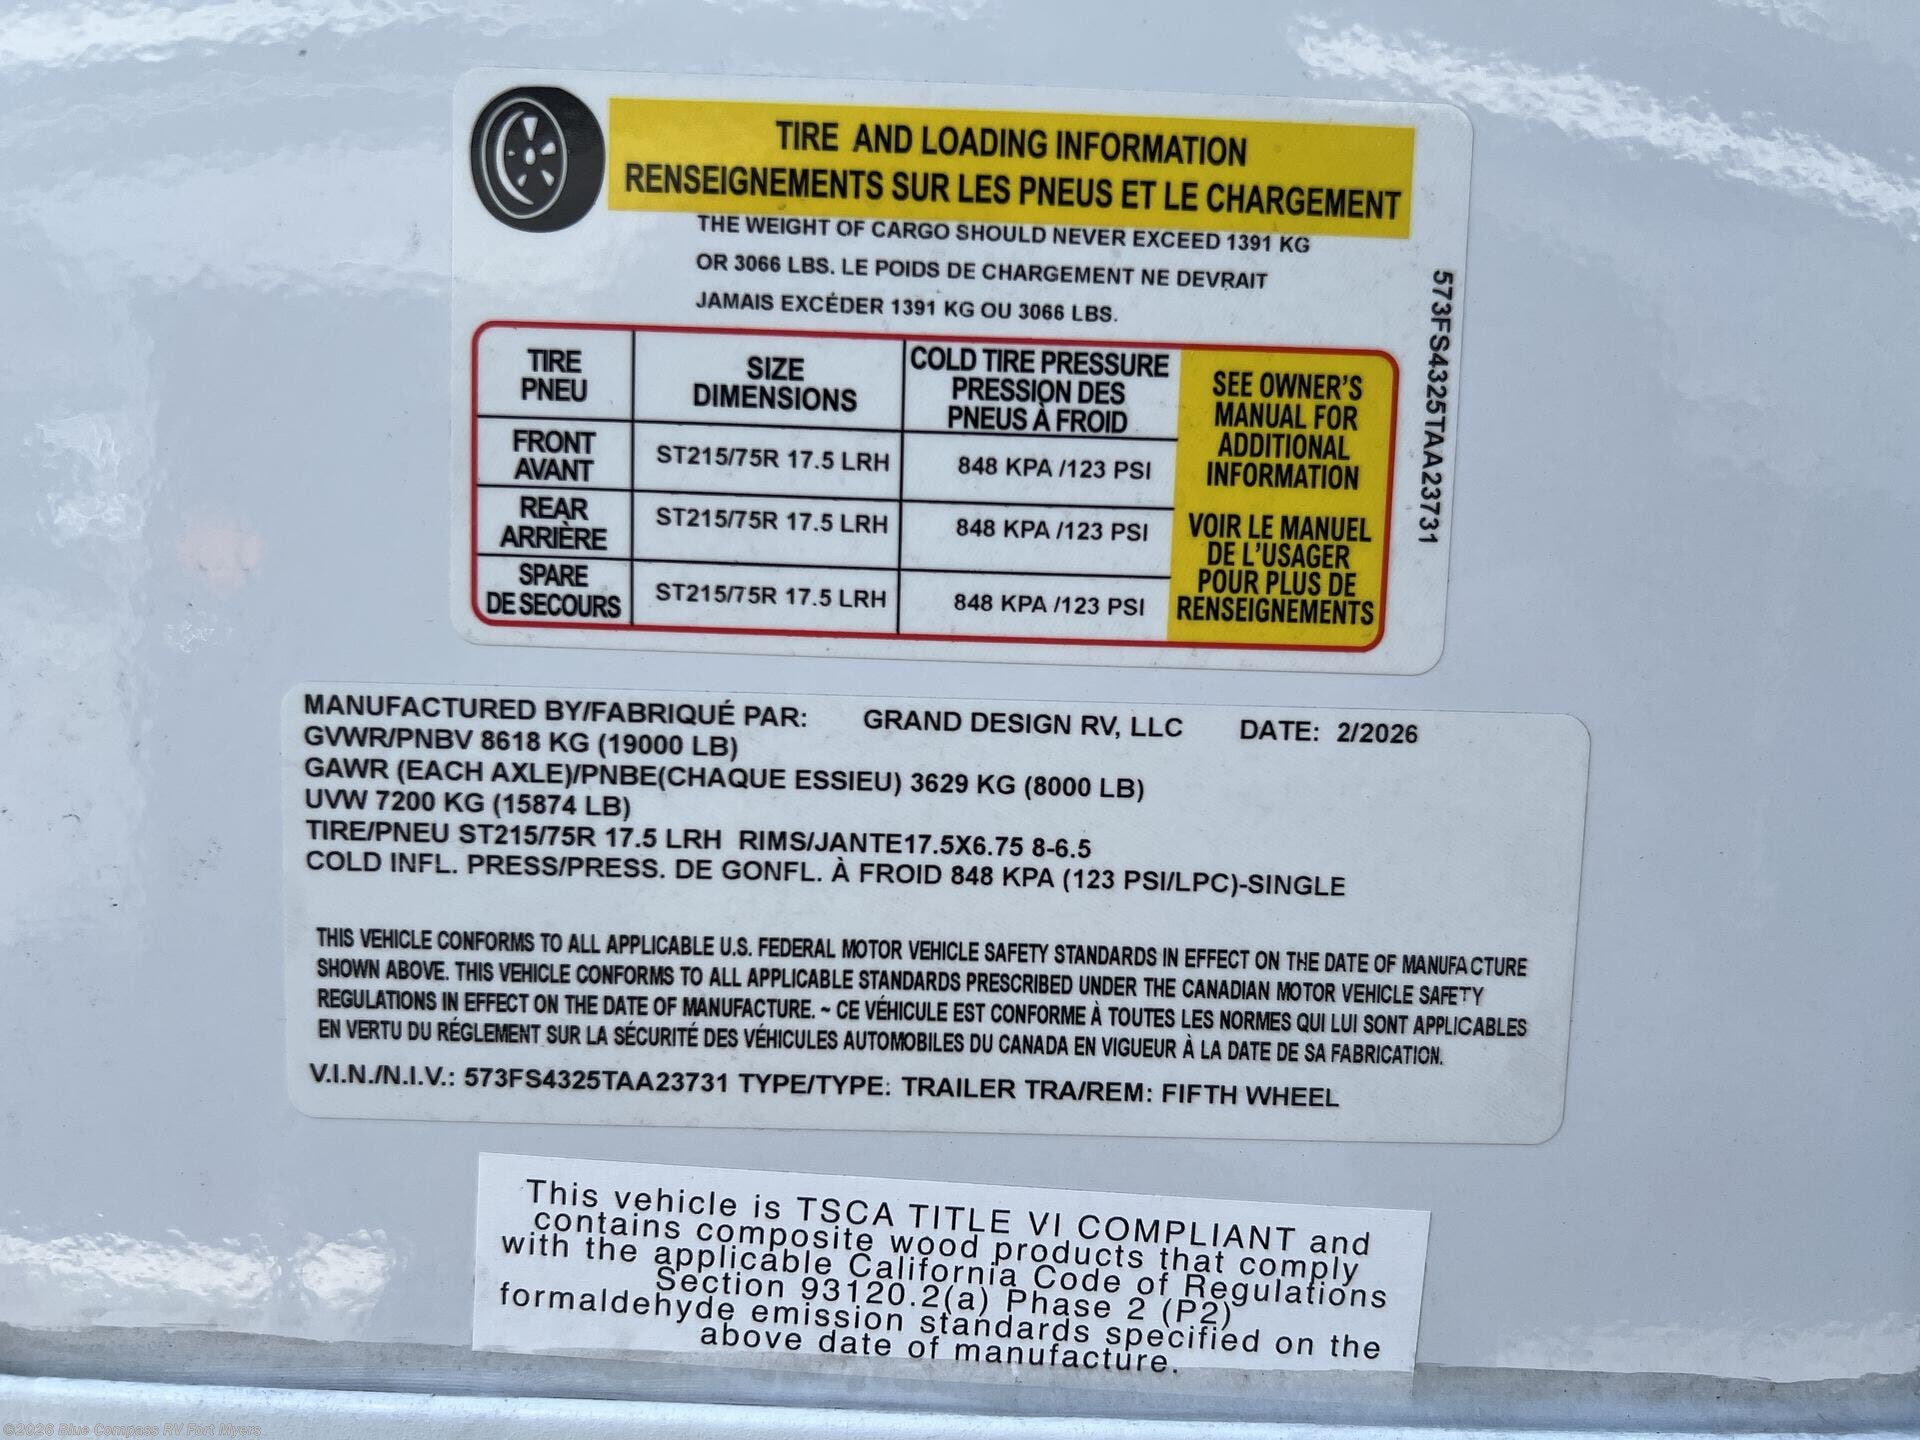 TIRE AND LOADING INFORMATION
RENSEIGNEMENTS SUR LES PNEUS ET LE CHARGEMENT
THE WEIGHT OF CARGO SHOULD NEVER EXCEED 1391 KG
OR 3066 LBS. LE POIDS DE CHARGEMENT NE DEVRAIT
JAMAIS EXCÉDER 1391 KG OU 3066 LBS.
TIRE
PNEU
SIZE
DIMENSIONS
COLD TIRE PRESSURE
PRESSION DES
PNEUS À FROID
FRONT
AVANT
ST215/75R 17.5 LRH
848 KPA /123 PSI
REAR
ARRIÈRE
ST215/75R 17.5 LRH
848 KPA /123 PSI
SPARE
DE SECOURS
ST215/75R 17.5 LRH
848 KPA /123 PSI
SEE OWNER'S
MANUAL FOR
ADDITIONAL
INFORMATION
VOIR LE MANUEL
DE L'USAGER
POUR PLUS DE
RENSEIGNEMENTS
573FS4325TAA23731
MANUFACTURED BY/FABRIQUÉ PAR: GRAND DESIGN RV, LLC DATE: 2/2026
GVWR/PNBV 8618 KG (19000 LB)
GAWR (EACH AXLE)/PNBE(CHAQUE ESSIEU) 3629 KG (8000 LB)
UVW 7200 KG (15874 LB)
TIRE/PNEU ST215/75R 17.5 LRH RIMS/JANTE17.5X6.75 8-6.5
COLD INFL. PRESS/PRESS. DE GONFL. À FROID 848 KPA (123 PSI/LPC)-SINGLE
THIS VEHICLE CONFORMS TO ALL APPLICABLE U.S. FEDERAL MOTOR VEHICLE SAFETY STANDARDS IN EFFECT ON THE DATE OF MANUFACTURE
SHOWN ABOVE. THIS VEHICLE CONFORMS TO ALL APPLICABLE STANDARDS PRESCRIBED UNDER THE CANADIAN MOTOR VEHICLE SAFETY
REGULATIONS IN EFFECT ON THE DATE OF MANUFACTURE. ~ CE VÉHICULE EST CONFORME À TOUTES LES NORMES QUI LUI SONT APPLICABLES
EN VERTU DU RÉGLEMENT SUR LA SÉCURITÉ DES VÉHICULES AUTOMOBILES DU CANADA EN VIGUEUR À LA DATE DE SA FABRICATION.
V.I.N./N.I.V.: 573FS4325TAA23731 TYPE/TYPE: TRAILER TRA/REM: FIFTH WHEEL
This vehicle is TSCA TITLE VI COMPLIANT and
contains composite wood products that comply
with the applicable California Code of Regulations
Section 93120.2(a) Phase 2 (P2)
formaldehyde emission standards specified on the
above date of manufacture.
©2026 Blue Compass RV Fort Myers